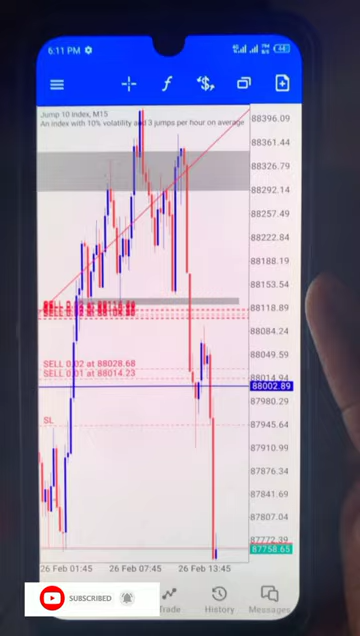 6:11 PM
Jump 10 Index, M15
An index with 10% volatility and 3 jumps per hour on average
88396.09
88361.44
88326.79
88292.14
88257.49
88222.84
88188.19
88153.54
88118.89
88084.24
88049.59
SELL 0.02 at 88028.68
88014.94
SELL 0.01 at 88014.23
88002.89
87980.29
SL
87945.64
87910.99
87876.34
87841.69
87807.04
87772.39
87758.65
26 Feb 01:45 26 Feb 07:45 26 Feb 13:45
SUBSCRIBED
Trade History Messages